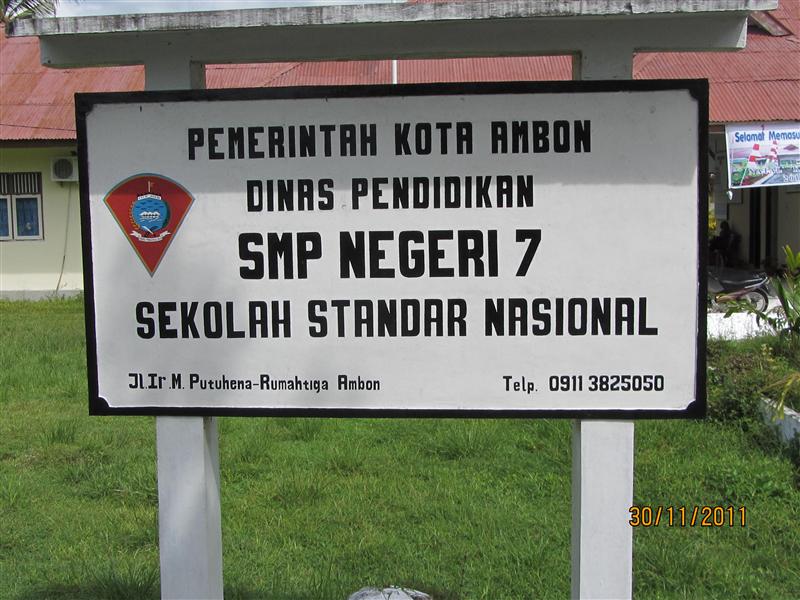 PEMERINTAH KOTA AMBON
DINAS PENDIDIKAN
SMP NEGERI 7
SEKOLAH STANDAR NASIONAL
Jl.Ir.M. Putuhena-Rumahtiga Ambon
Telp. 0911 3825050
Selamat Memasu
30/11/2011